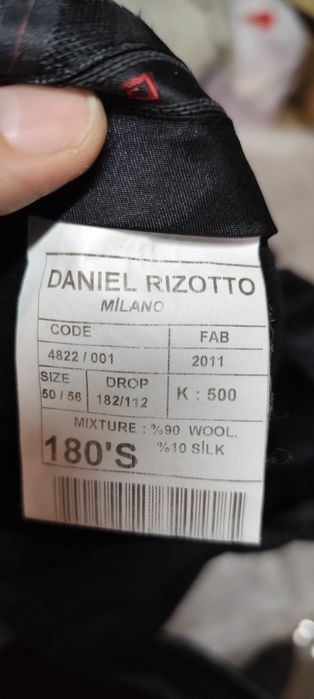 DANIEL RIZOTTO
MİLANO
CODE
FAB
4822 / 001
2011
SIZE
DROP
K : 500
50 / 56
182/112
MIXTURE : %90 WOOL.
180'S
%10 SİLK